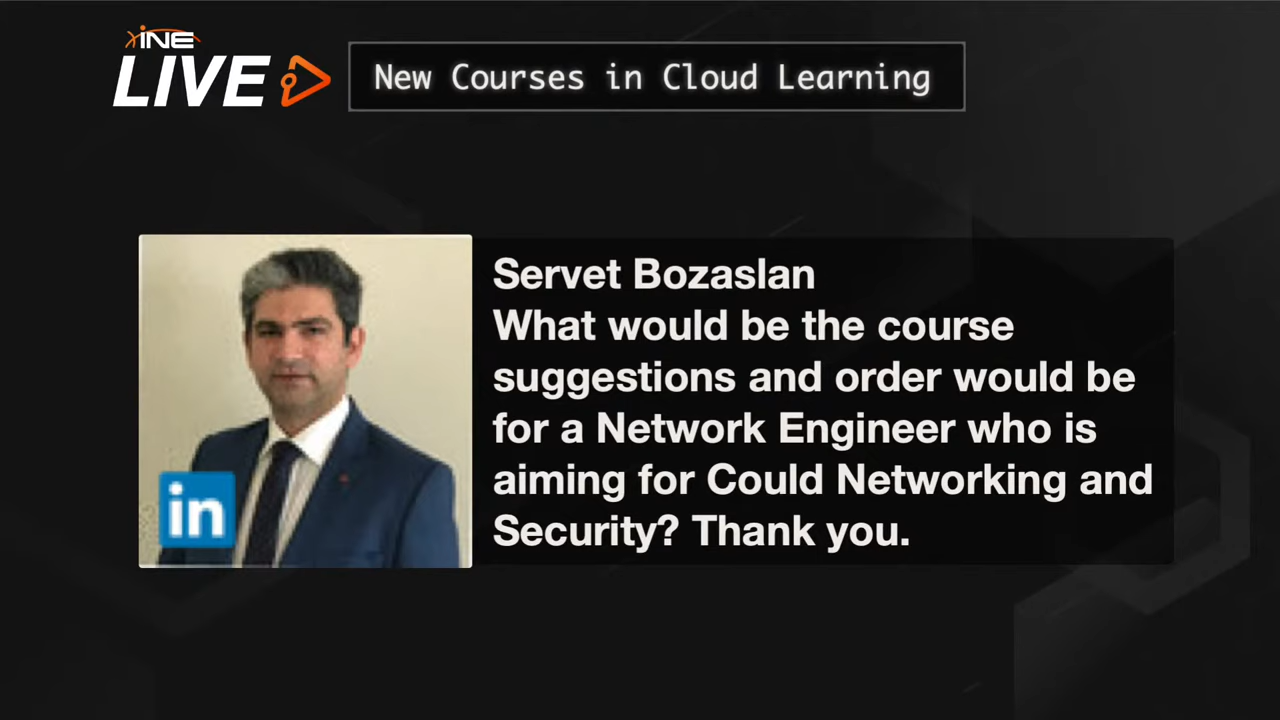 INE
LIVE
New Courses in Cloud Learning
Servet Bozaslan
What would be the course
suggestions and order would be
for a Network Engineer who is
aiming for Could Networking and
Security? Thank you.
in